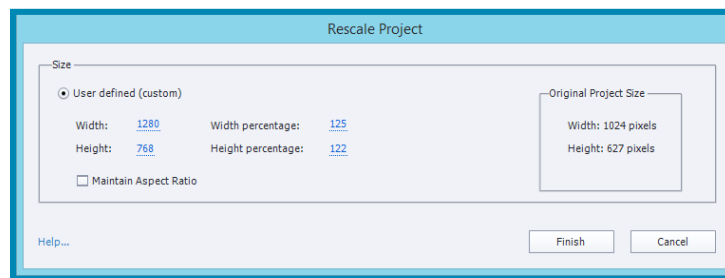 Rescale Project
Size
User defined (custom)
Original Project Size
Width: 1280 Width percentage: 125 Width: 1024 pixels
Height: 768 Height percentage: 122 Height: 627 pixels
Maintain Aspect Ratio
Help... Finish Cancel